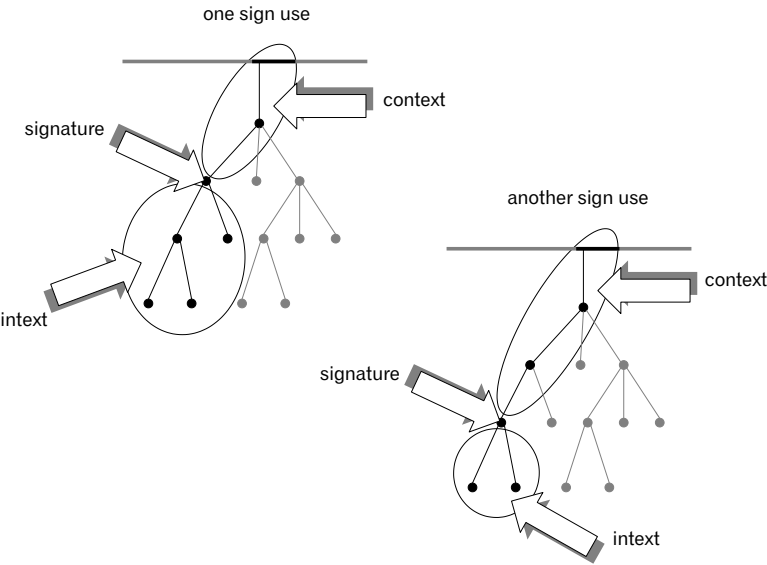 one sign use
context
signature
intext
another sign use
context
signature
intext